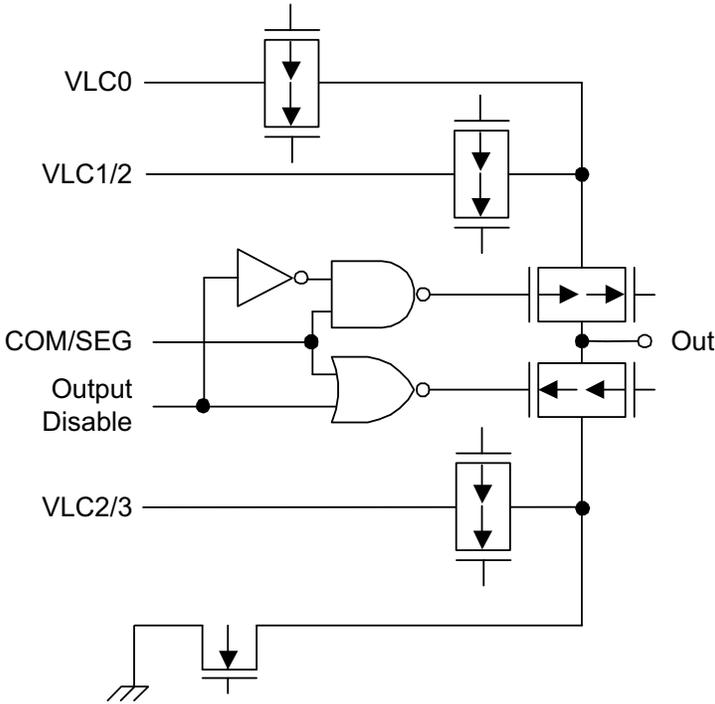 VLC0
VLC1/2
COM/SEG
Out
Output
Disable
VLC2/3